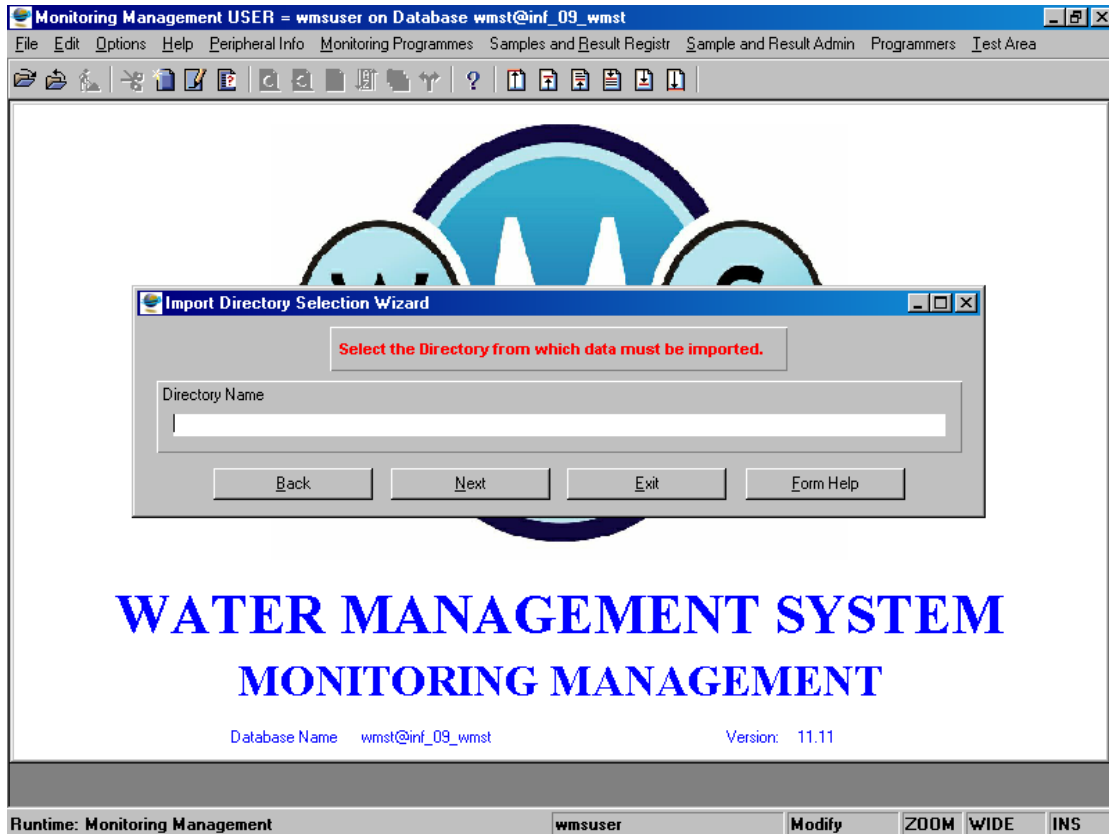 Monitoring Management USER = wmsuser on Database wmst@inf_09_wmst
File Edit Options Help Peripheral Info Monitoring Programmes Samples and Result Registr Sample and Result Admin Programmers Test Area
Import Directory Selection Wizard
Select the Directory from which data must be imported.
Directory Name
Back Next Exit Form Help
WATER MANAGEMENT SYSTEM
MONITORING MANAGEMENT
Database Name wmst@inf_09_wmst Version: 11.11
Runtime: Monitoring Management wmsuser Modify ZOOM WIDE INS